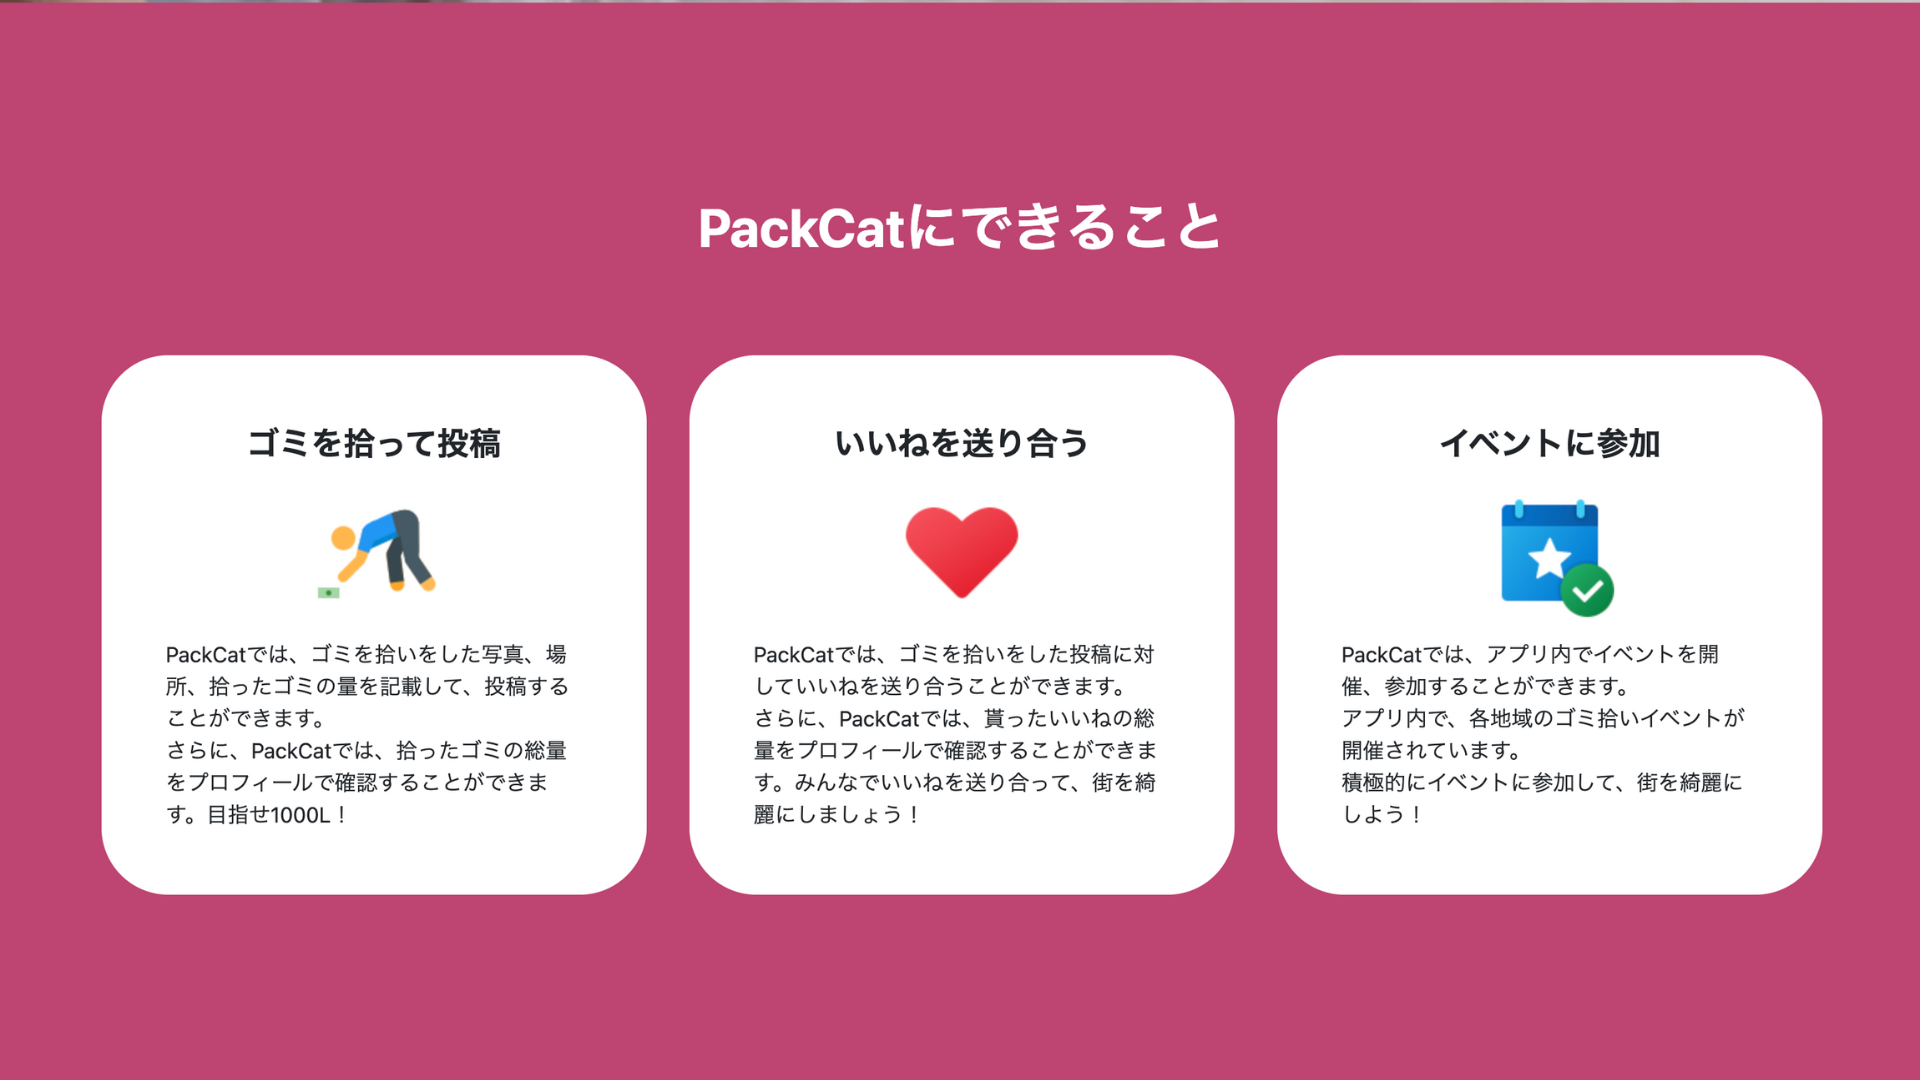 PackCatにできること
ゴミを拾って投稿
PackCatでは、ゴミを拾いをした写真、場
所、拾ったゴミの量を記載して、投稿する
ことができます。
さらに、PackCatでは、拾ったゴミの総量
をプロフィールで確認することができま
す。目指せ1000L！
いいねを送り合う
PackCatでは、ゴミを拾いをした投稿に対
していいねを送り合うことができます。
さらに、PackCatでは、貰ったいいねの総
量をプロフィールで確認することができま
す。みんなでいいねを送り合って、街を綺
麗にしましょう！
イベントに参加
PackCatでは、アプリ内でイベントを開
催、参加することができます。
アプリ内で、各地域のゴミ拾いイベントが
開催されています。
積極的にイベントに参加して、街を綺麗に
しよう！